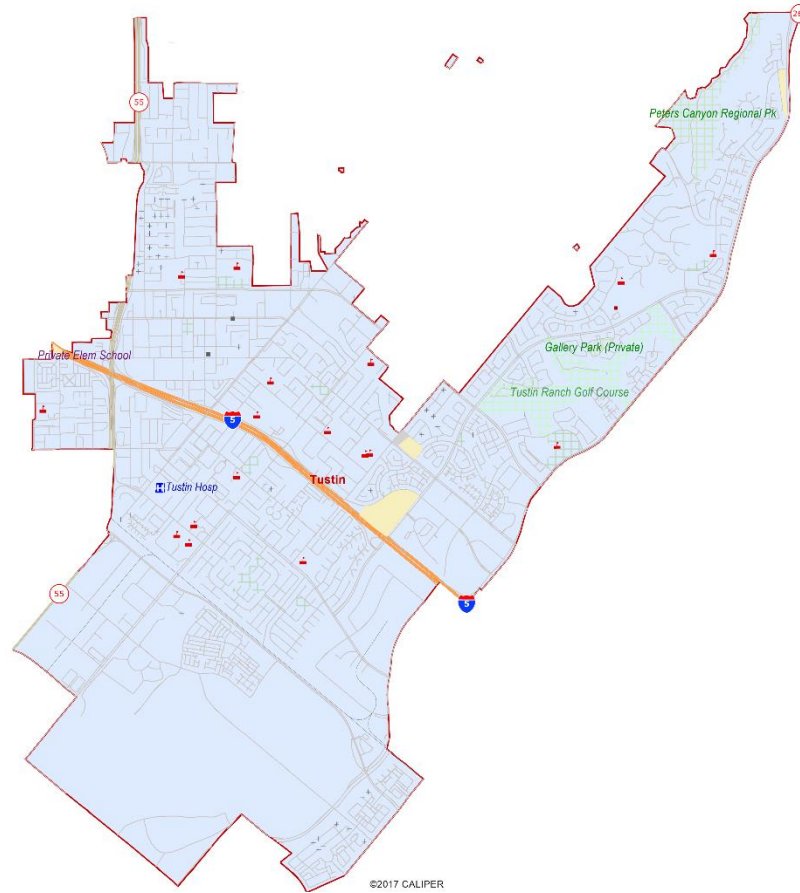 55
Peters Canyon Regional Pk
Private Elem School
Gallery Park (Private)
Tustin Ranch Golf Course
5
Tustin
H Tustin Hosp
55
5
©2017 CALIPER